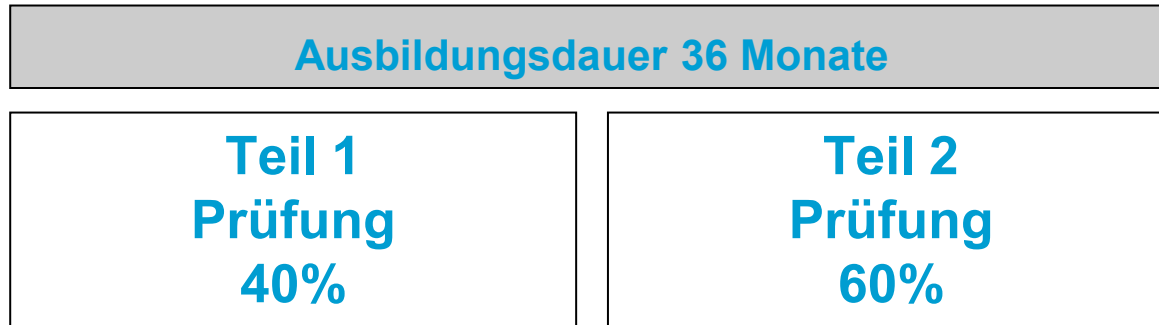 Ausbildungsdauer 36 Monate
Teil 1
Prüfung
40%
Teil 2
Prüfung
60%